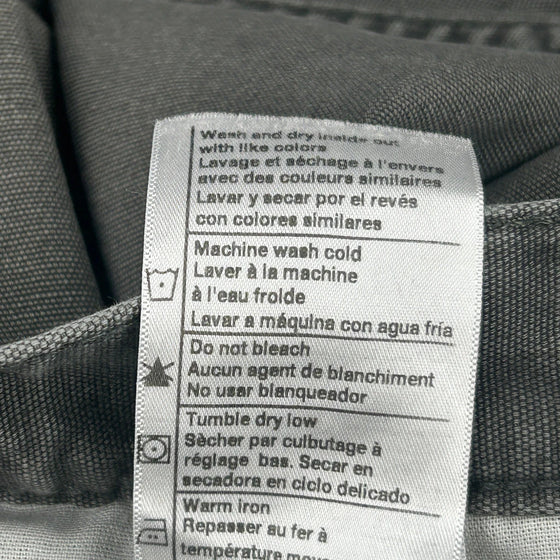 Wash and dry inside out
with like colors
Lavage et séchage à l'envers
avec des couleurs similaires
Lavar y secar por el revés
con colores similares
Machine wash cold
Laver à la machine
à l'eau froide
Lavar a máquina con agua fría
Do not bleach
Aucun agent de blanchiment
No usar blanqueador
Tumble dry low
Sècher par culbutage à
réglage bas. Secar en
secadora en ciclo delicado
Warm iron
Repasser au fer à
température